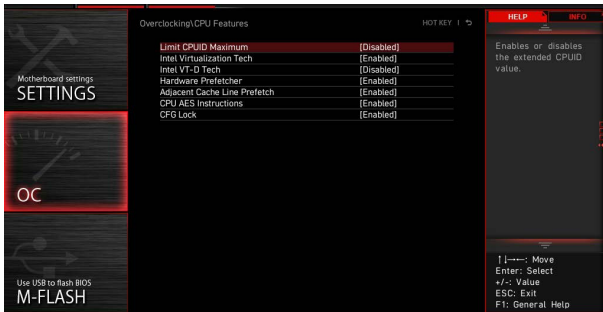 Overclocking\CPU Features
HOT KEY |
HELP
INFO
Motherboard settings
SETTINGS
OC
Use USB to flash BIOS
M-FLASH
Limit CPUID Maximum [Disabled]
Intel Virtualization Tech [Enabled]
Intel VT-D Tech [Disabled]
Hardware Prefetcher [Enabled]
Adjacent Cache Line Prefetch [Enabled]
CPU AES Instructions [Enabled]
CFG Lock [Enabled]
Enables or disables
the extended CPUID
value.
↑↓→←: Move
Enter: Select
+/-: Value
ESC: Exit
F1: General Help